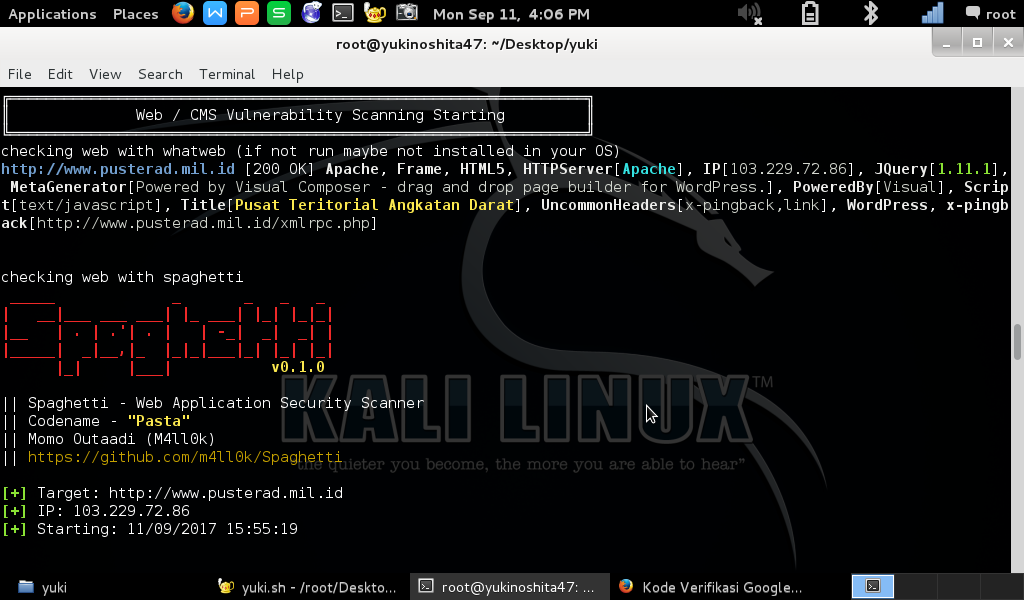 Applications Places Mon Sep 11, 4:06 PM root
root@yukinoshita47: ~/Desktop/yuki
File Edit View Search Terminal Help
Web / CMS Vulnerability Scanning Starting
checking web with whatweb (if not run maybe not installed in your OS)
http://www.pusterad.mil.id [200 OK] Apache, Frame, HTML5, HTTPServer[Apache], IP[103.229.72.86], JQuery[1.11.1],
MetaGenerator[Powered by Visual Composer - drag and drop page builder for WordPress.], PoweredBy[Visual], Scrip
t[text/javascript], Title[Pusat Teritorial Angkatan Darat], UncommonHeaders[x-pingback,link], WordPress, x-pingb
ack[http://www.pusterad.mil.id/xmlrpc.php]
checking web with spaghetti
Spaghetti
v0.1.0
|| Spaghetti - Web Application Security Scanner
|| Codename - "Pasta"
|| Momo Outaadi (M4ll0k)
|| https://github.com/m4ll0k/Spaghetti
KALI LINUX™
"the quieter you become, the more you are able to hear"
[+] Target: http://www.pusterad.mil.id
[+] IP: 103.229.72.86
[+] Starting: 11/09/2017 15:55:19
yuki yuki.sh - /root/Deskto... root@yukinoshita47: ... Kode Verifikasi Google...